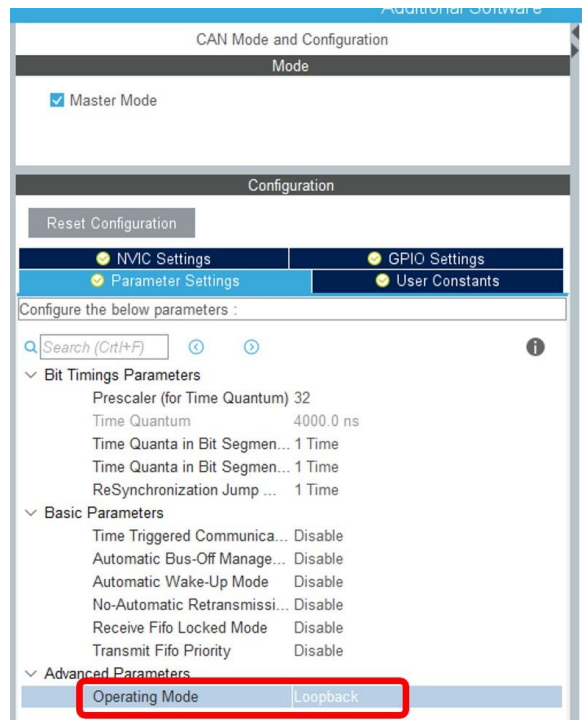 Additional Software
CAN Mode and Configuration
Mode
Master Mode
Configuration
Reset Configuration
NVIC Settings
GPIO Settings
Parameter Settings
User Constants
Configure the below parameters :
Search (Crtl+F)
Bit Timings Parameters
Prescaler (for Time Quantum) 32
Time Quantum 4000.0 ns
Time Quanta in Bit Segmen... 1 Time
Time Quanta in Bit Segmen... 1 Time
ReSynchronization Jump ... 1 Time
Basic Parameters
Time Triggered Communica... Disable
Automatic Bus-Off Manage... Disable
Automatic Wake-Up Mode Disable
No-Automatic Retransmissi... Disable
Receive Fifo Locked Mode Disable
Transmit Fifo Priority Disable
Advanced Parameters
Operating Mode Loopback